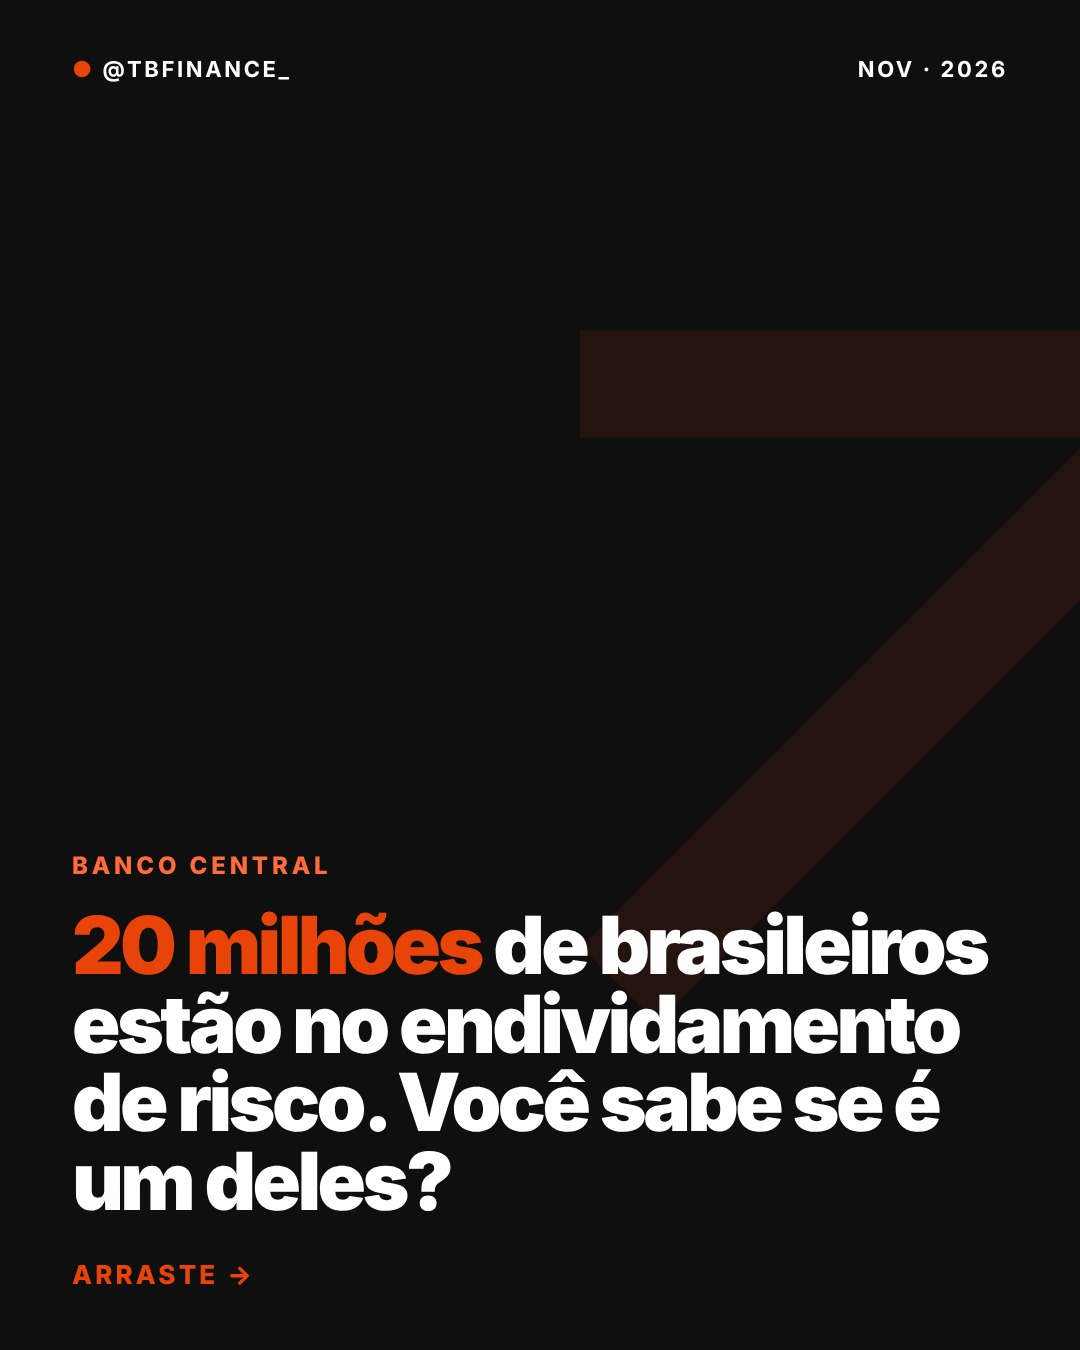 @TBFINANCE_
NOV · 2026
BANCO CENTRAL
20 milhões de brasileiros
estão no endividamento
de risco. Você sabe se é
um deles?
ARRASTE →